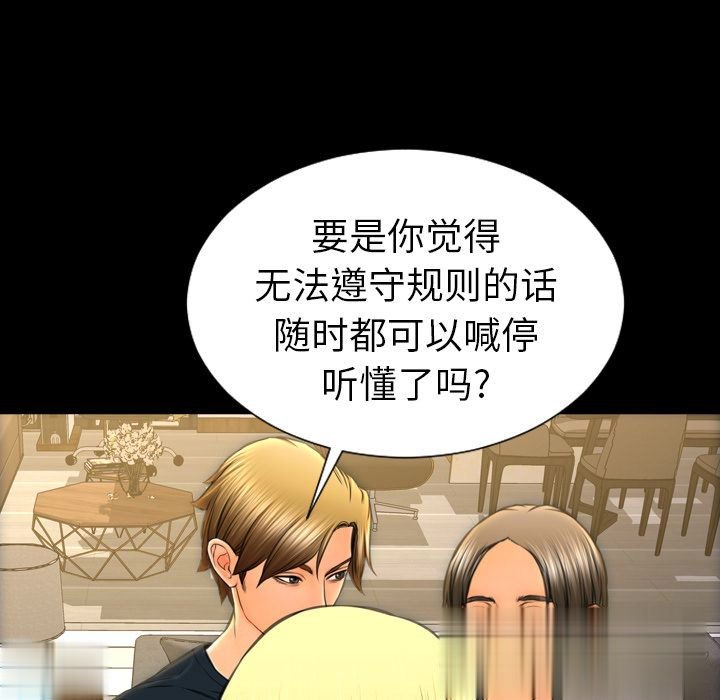 要是你觉得
无法遵守规则的话
随时都可以喊停
听懂了吗?